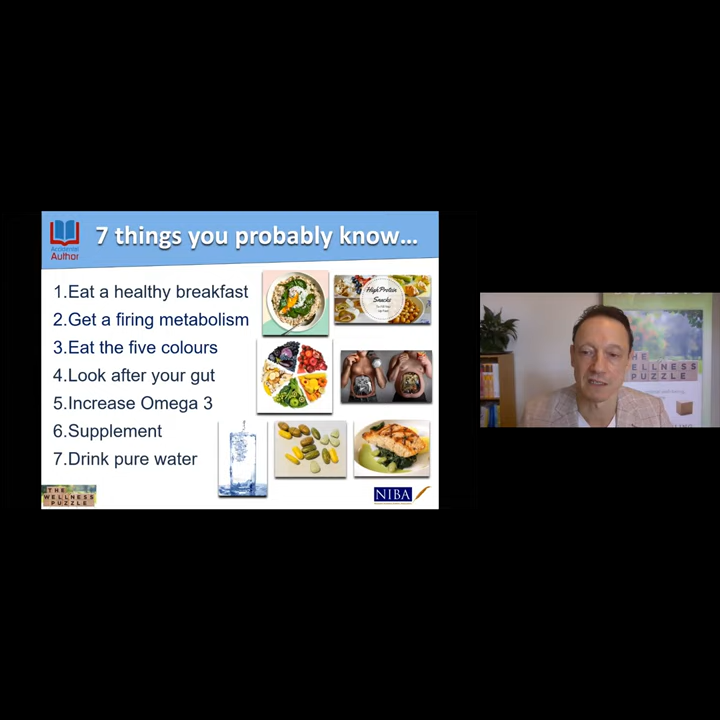 7 things you probably know...
Accidental
Author
1.Eat a healthy breakfast
2.Get a firing metabolism
3.Eat the five colours
4.Look after your gut
5.Increase Omega 3
6.Supplement
7.Drink pure water
High Protein
Snacks
THE
WELLNESS
PUZZLE
NIBA
HE
ELLNESS
PUZZLE